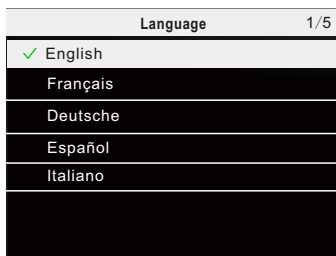 Language 1/5
English
Français
Deutsche
Español
Italiano